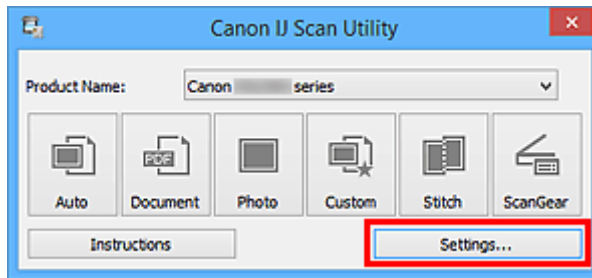 Canon IJ Scan Utility
Product Name: Canon series
PDF
Auto Document Photo Custom Stitch ScanGear
Instructions Settings...